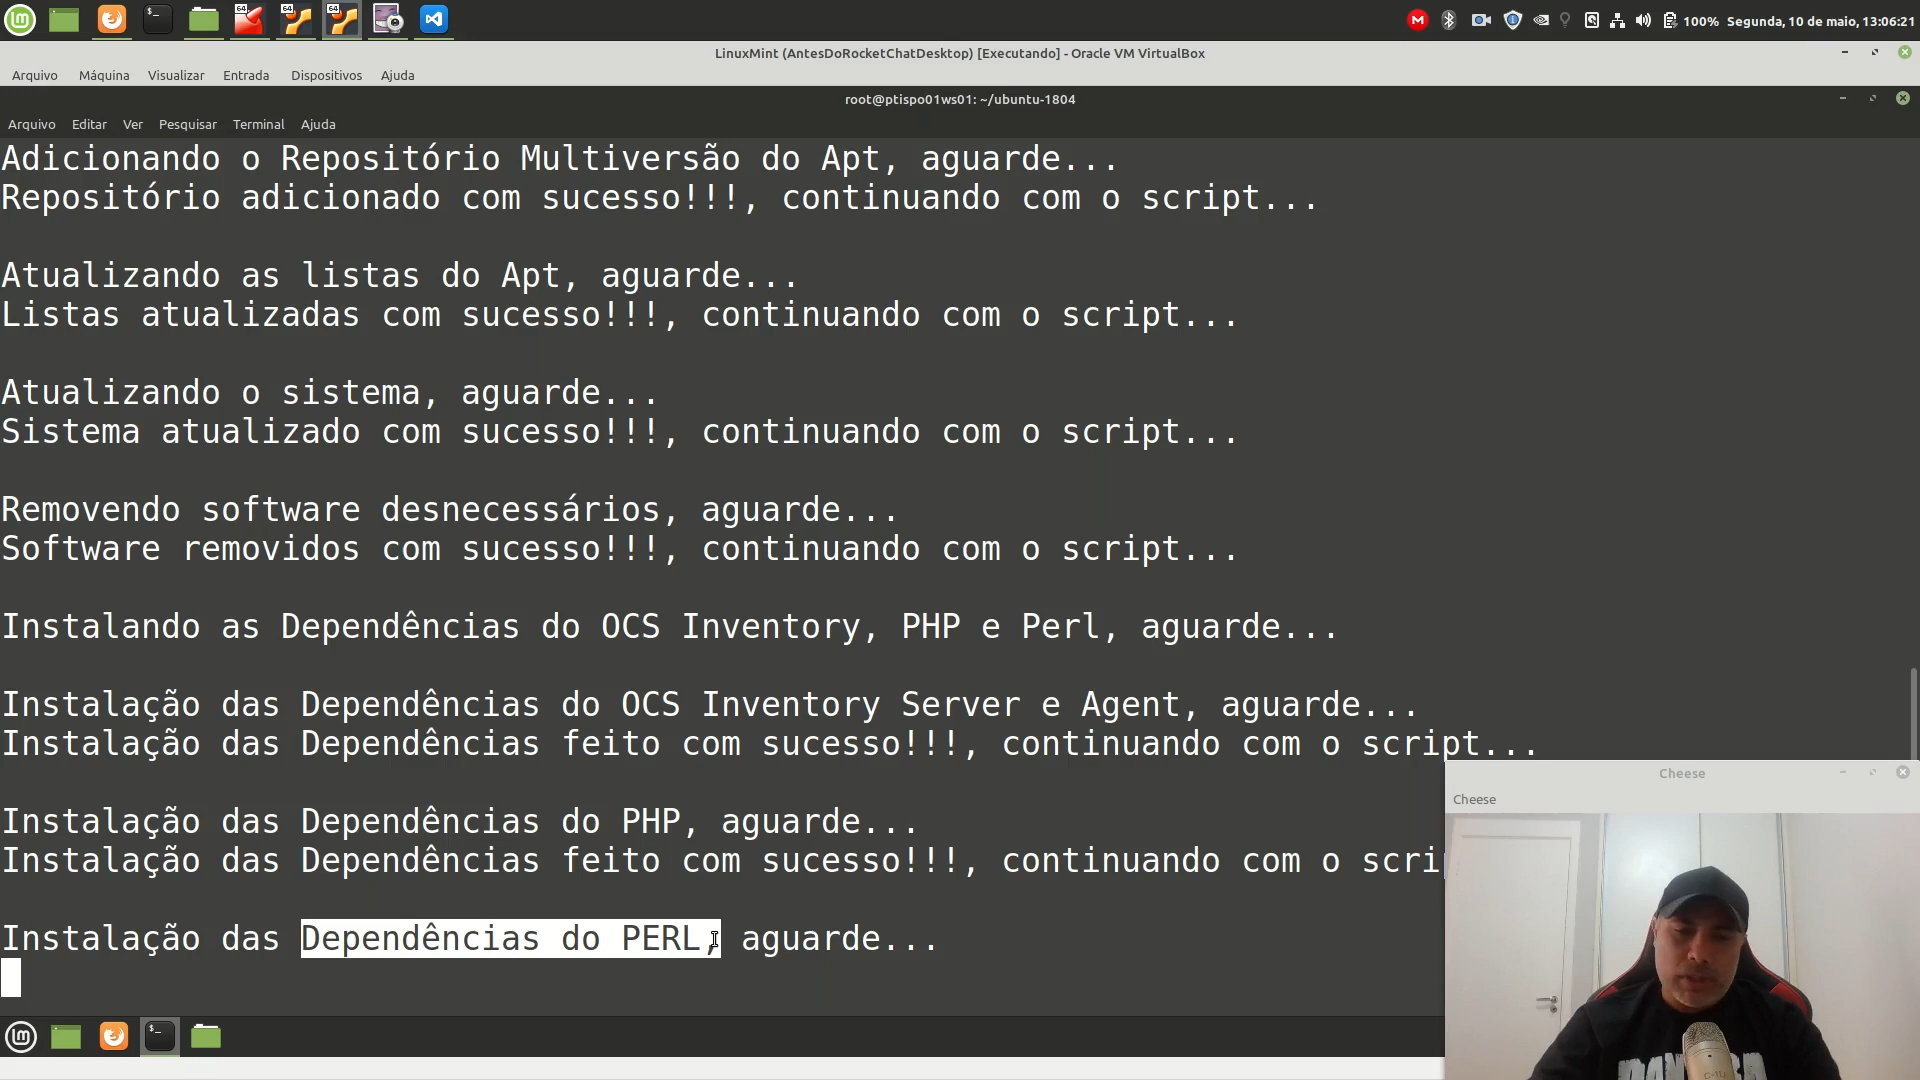 64
64
64
100% Segunda, 10 de maio, 13:06:21
LinuxMint (AntesDoRocketChatDesktop) [Executando] - Oracle VM VirtualBox
Arquivo Máquina Visualizar Entrada Dispositivos Ajuda
root@ptispo01ws01: ~/ubuntu-1804
Arquivo Editar Ver Pesquisar Terminal Ajuda
Adicionando o Repositório Multiversão do Apt, aguarde...
Repositório adicionado com sucesso!!!, continuando com o script...
Atualizando as listas do Apt, aguarde...
Listas atualizadas com sucesso!!!, continuando com o script...
Atualizando o sistema, aguarde...
Sistema atualizado com sucesso!!!, continuando com o script...
Removendo software desnecessários, aguarde...
Software removidos com sucesso!!!, continuando com o script...
Instalando as Dependências do OCS Inventory, PHP e Perl, aguarde...
Instalação das Dependências do OCS Inventory Server e Agent, aguarde...
Instalação das Dependências feito com sucesso!!!, continuando com o script...
Instalação das Dependências do PHP, aguarde...
Instalação das Dependências feito com sucesso!!!, continuando com o scri
Instalação das Dependências do PERL, aguarde...
Cheese
Cheese